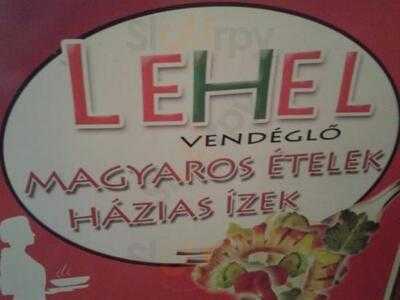 LEHEL
VENDÉGLŐ
MAGYAROS ÉTELEK
HÁZIAS ÍZEK